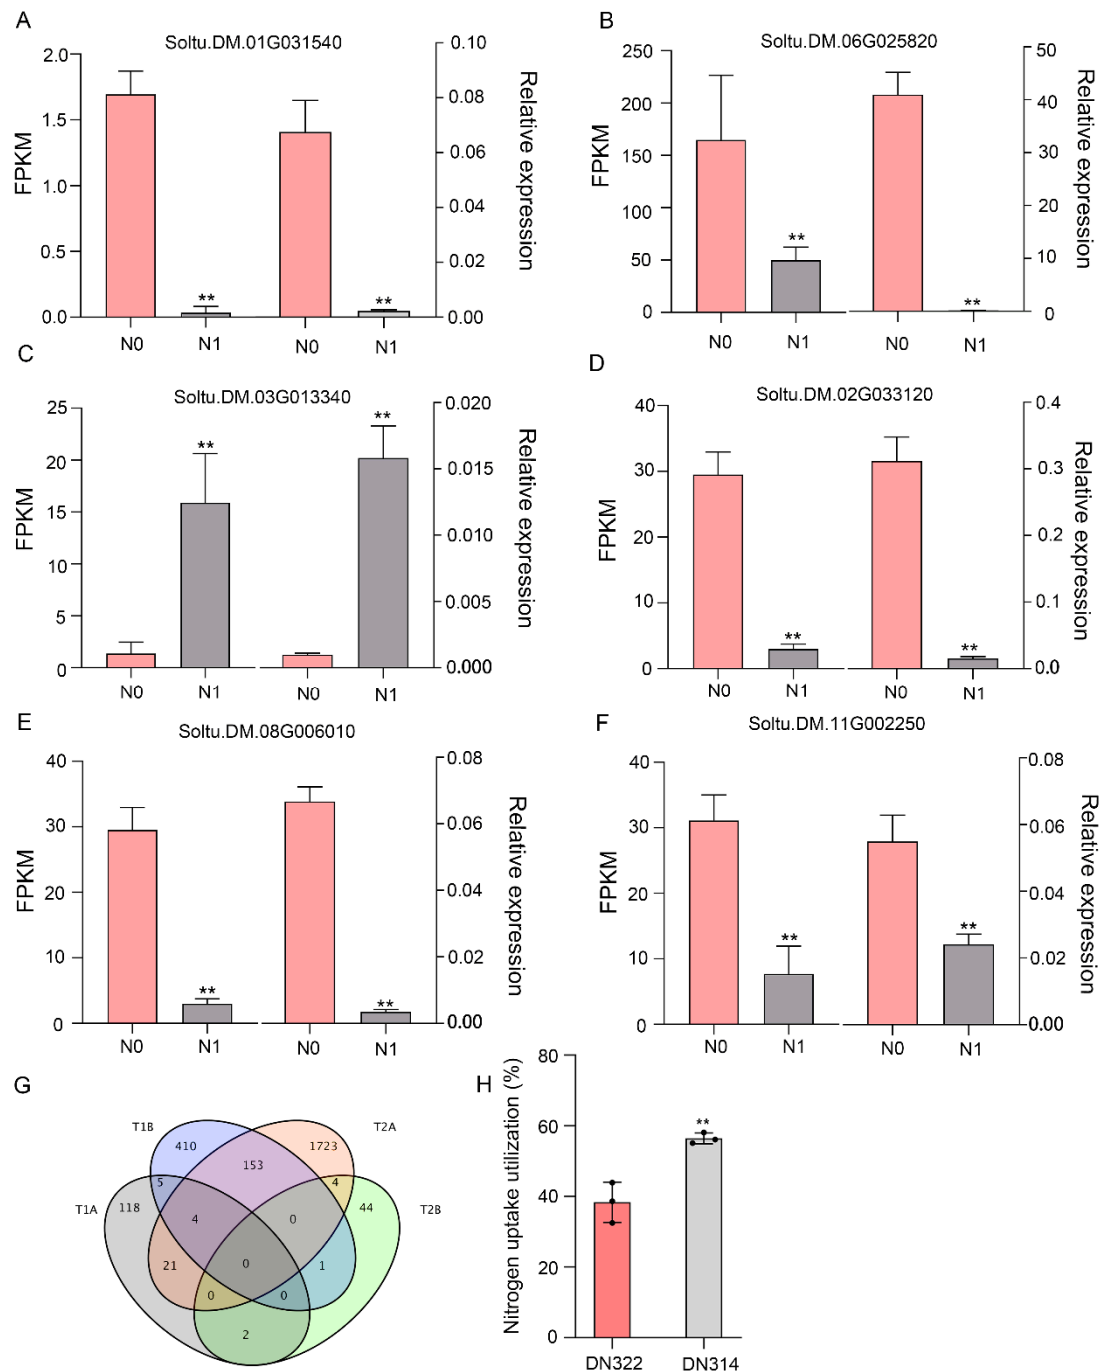 A
Soltu.DM.01G031540
FPKM
2.0
1.5
1.0
0.5
0.0
**
**
N0
N1
N0
N1
0.10
0.08
0.06
0.04
0.02
0.00
Relative expression
B
Soltu.DM.06G025820
FPKM
250
200
150
100
50
0
**
**
N0
N1
N0
N1
50
40
30
20
10
0
Relative expression
C
Soltu.DM.03G013340
FPKM
25
20
15
10
5
0
**
**
N0
N1
N0
N1
0.020
0.015
0.010
0.005
0.000
Relative expression
D
Soltu.DM.02G033120
FPKM
40
30
20
10
0
**
**
N0
N1
N0
N1
0.4
0.3
0.2
0.1
0.0
Relative expression
E
Soltu.DM.08G006010
FPKM
40
30
20
10
0
**
**
N0
N1
N0
N1
0.08
0.06
0.04
0.02
0.00
Relative expression
F
Soltu.DM.11G002250
FPKM
40
30
20
10
0
**
**
N0
N1
N0
N1
0.08
0.06
0.04
0.02
0.00
Relative expression
G
T1B
T2A
410
1723
153
5
4
T1A
118
44
T2B
4
0
21
0
1
0
0
2
H
Nitrogen uptake utilization (%)
80
60
40
20
0
**
DN322
DN314